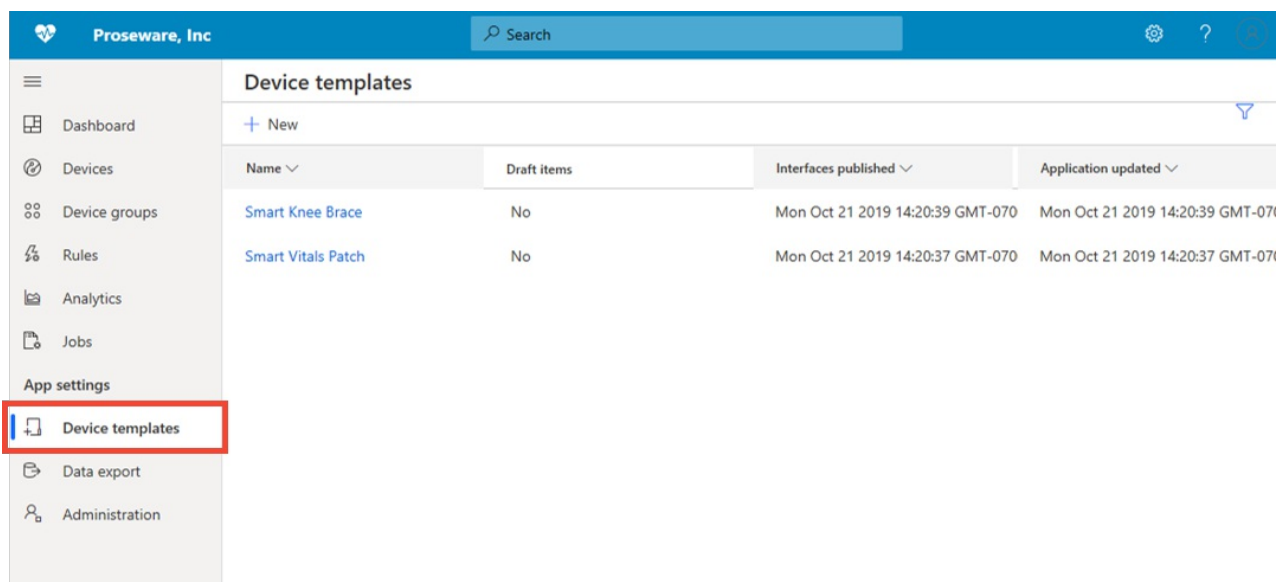 Proseware, Inc
Search
?
Device templates
+ New
Dashboard
Devices
Device groups
Rules
Analytics
Jobs
App settings
Device templates
Data export
Administration
Name Draft items Interfaces published Application updated
Smart Knee Brace No Mon Oct 21 2019 14:20:39 GMT-070 Mon Oct 21 2019 14:20:39 GMT-070
Smart Vitals Patch No Mon Oct 21 2019 14:20:37 GMT-070 Mon Oct 21 2019 14:20:37 GMT-070